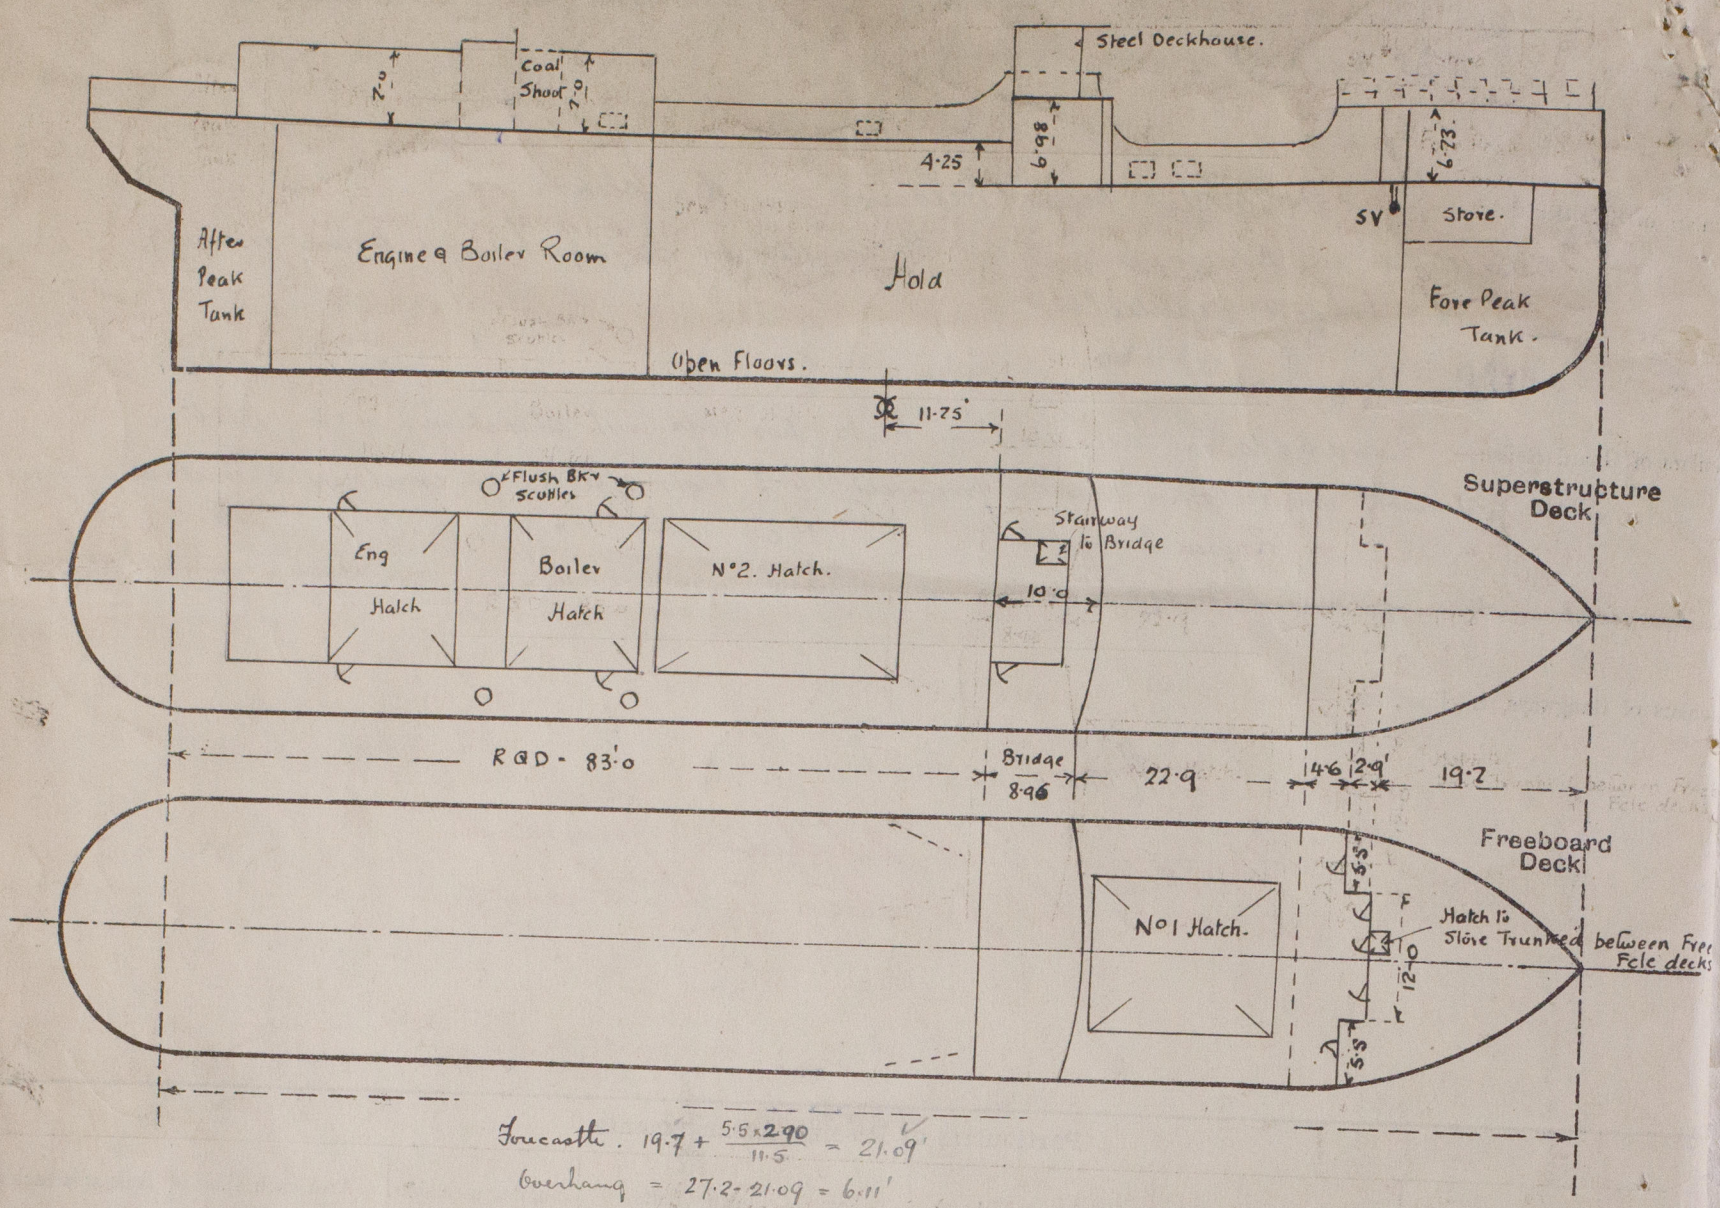 Steel Deckhouse.
Coal
Shoot
7.0
7.0
4.25
6.98
6.73.
SV
Store.
After
Peak
Tank
Engine & Boiler Room
Hold
Fore Peak
Tank.
Open Floors.
11.25'
Flush Bkr
Scuttles
Superstructure
Deck
Stairway
to Bridge
Eng
Hatch
Boiler
Hatch
No 2. Hatch.
10.0
RQD - 83.0'
Bridge
8.96
22.9
4.6
2.9'
19.7
Freeboard
Deck
5.5
No 1 Hatch.
Hatch to
Store Trunked between Free
Fcle decks
12.0
5.5
Forecastle. 19.7 + 5.5 x 2.90 / 11.5 = 21.09'
Overhang = 27.2 - 21.09 = 6.11'